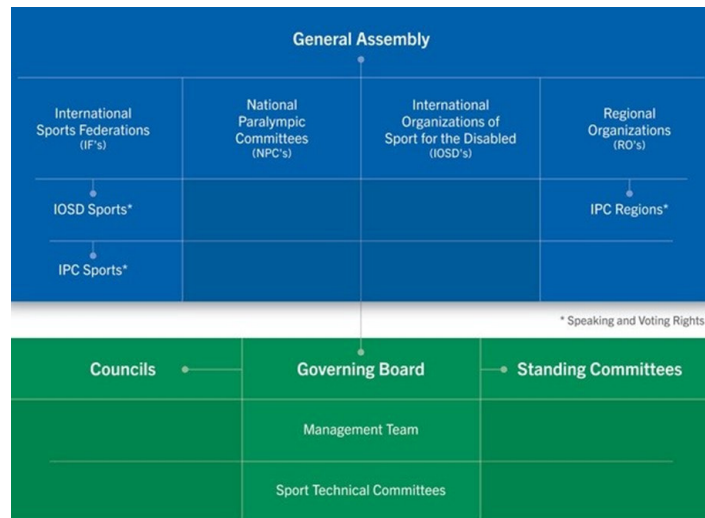 General Assembly
International
Sports Federations
(IF's)
National
Paralympic
Committees
(NPC's)
International
Organizations of
Sport for the Disabled
(IOSD's)
Regional
Organizations
(RO's)
IOSD Sports*
IPC Regions*
IPC Sports*
* Speaking and Voting Rights
Councils
Governing Board
Standing Committees
Management Team
Sport Technical Committees